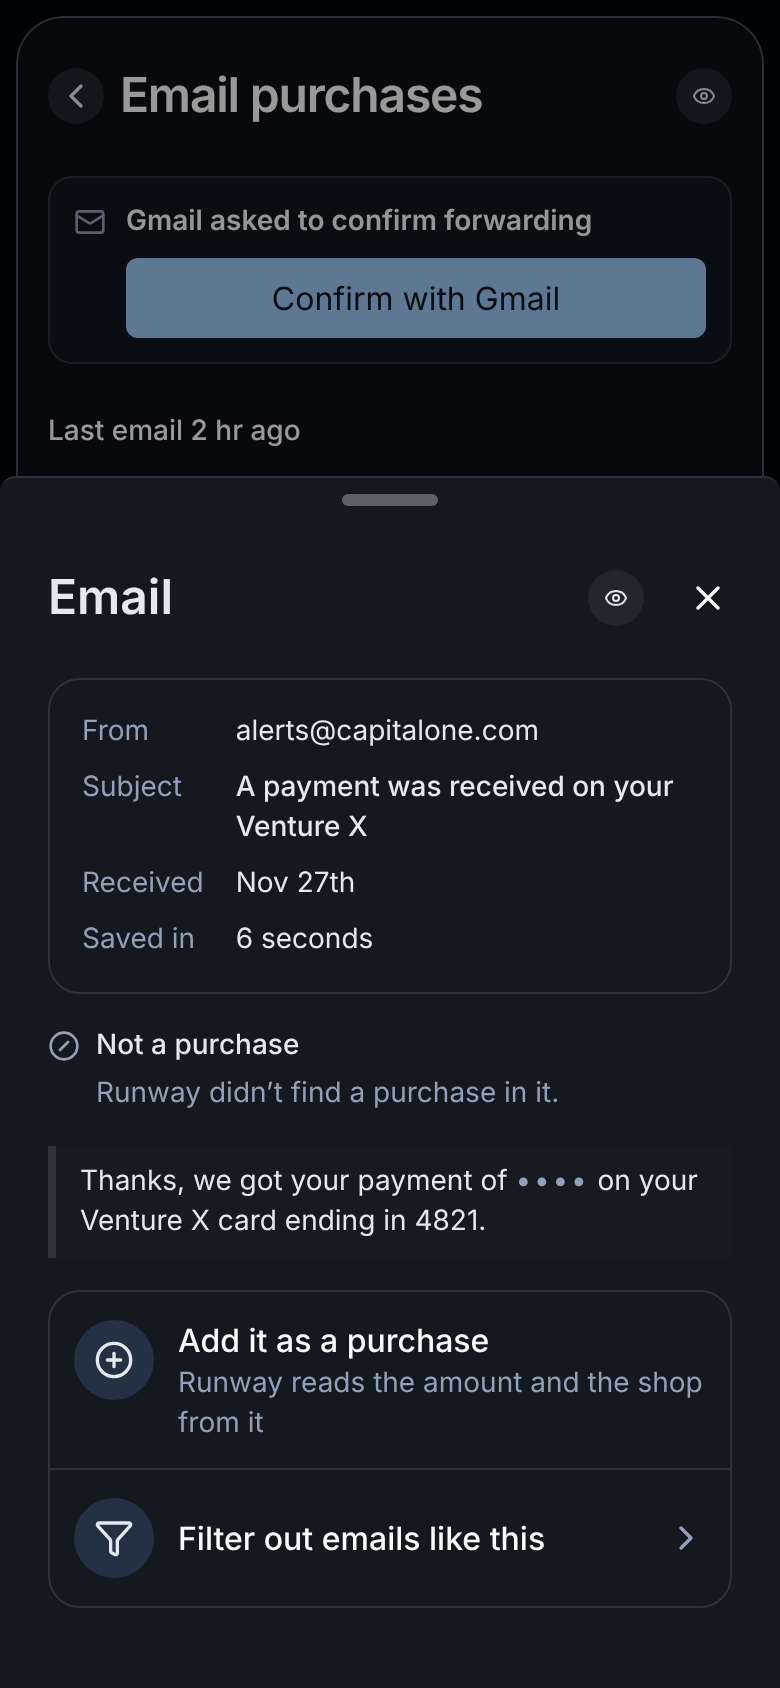 Email purchases
Gmail asked to confirm forwarding
Confirm with Gmail
Last email 2 hr ago
Email
From alerts@capitalone.com
Subject A payment was received on your
Venture X
Received Nov 27th
Saved in 6 seconds
Not a purchase
Runway didn’t find a purchase in it.
Thanks, we got your payment of •••• on your
Venture X card ending in 4821.
Add it as a purchase
Runway reads the amount and the shop
from it
Filter out emails like this